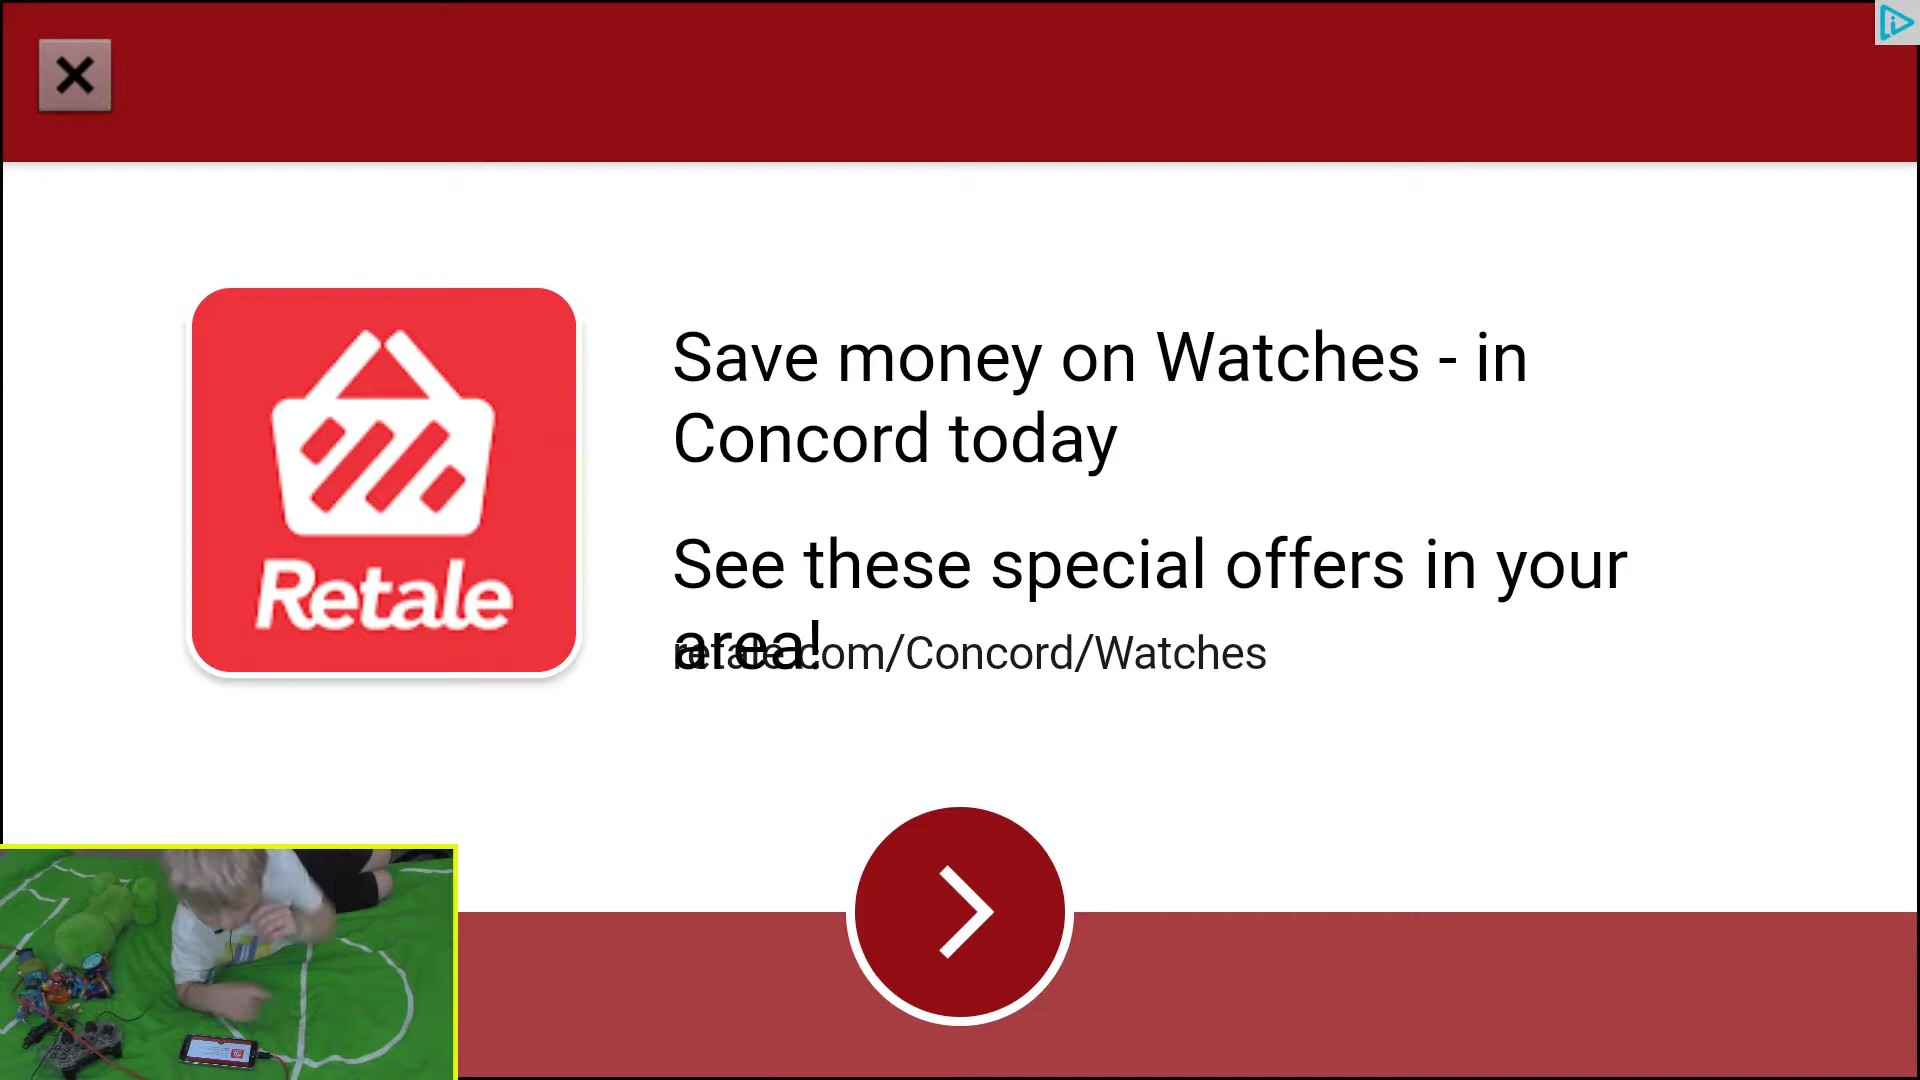 Save money on Watches - in
Concord today
See these special offers in your
area!
retale.com/Concord/Watches
Retale